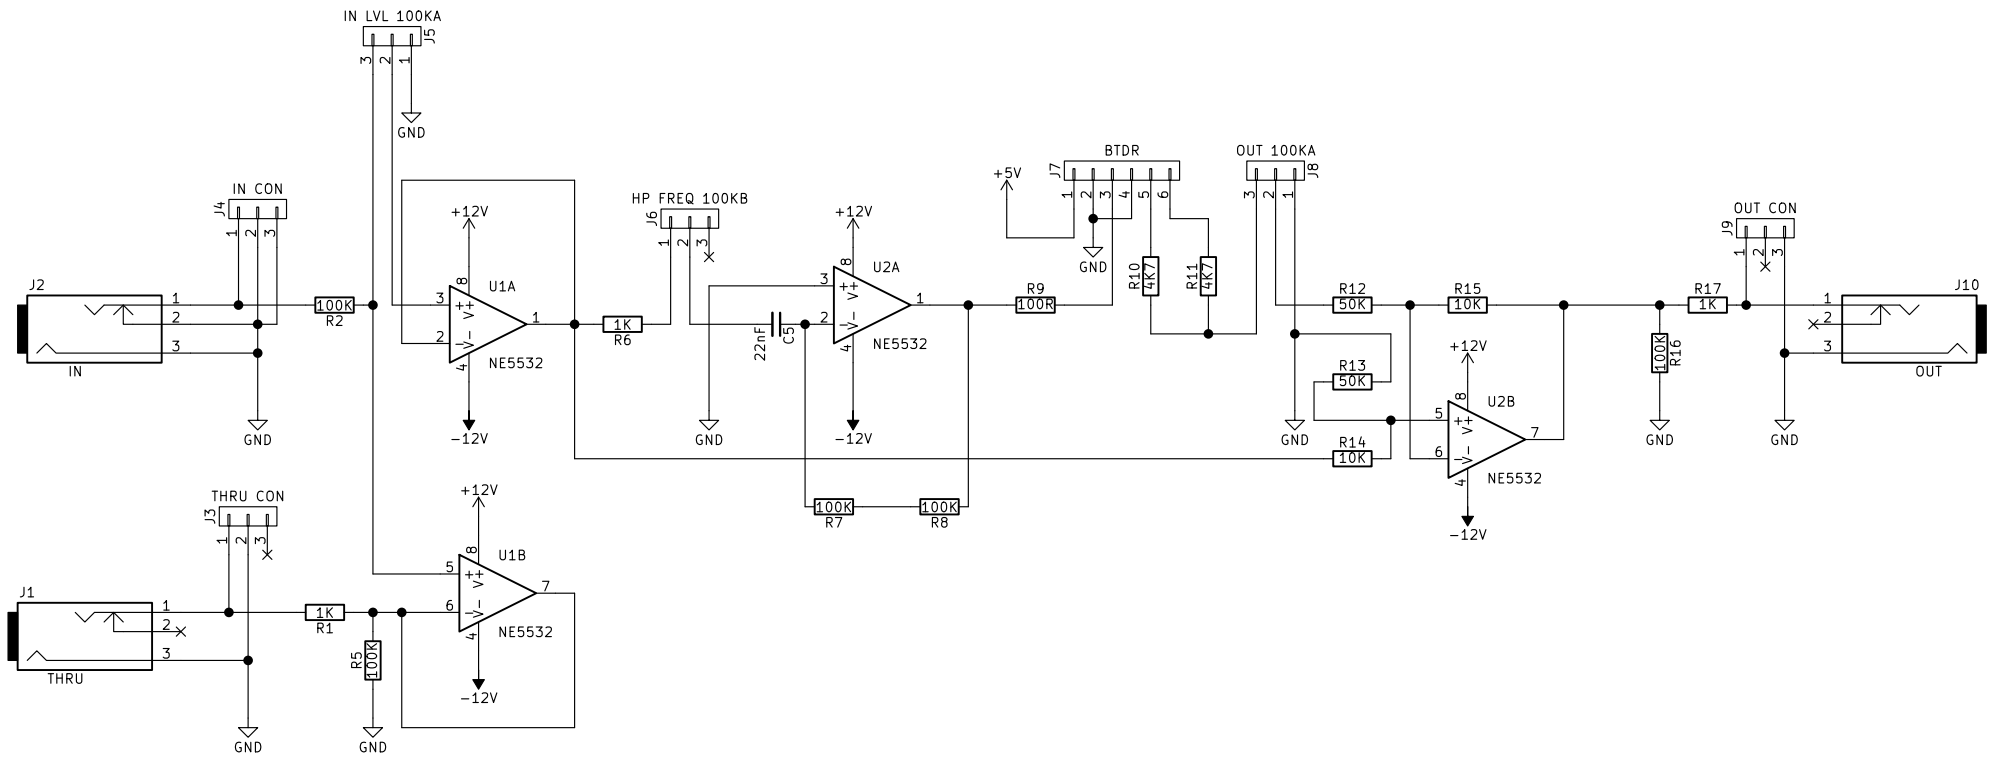 IN LVL 100KA
J5
3 2 1
GND
IN CON
J4
1 2 3
J2
1
2
3
IN
100K
R2
GND
+12V
8
U1A
3
2
++
V+
−
V-
1
4
NE5532
-12V
1K
R6
HP FREQ 100KB
J6
1 2 3
GND
22nF
C5
+12V
8
U2A
3
2
++
V+
−
V-
1
4
NE5532
-12V
100K
R7
100K
R8
R9
100R
+5V
BTDR
J7
1 2 3 4 5 6
GND
R10
4K7
R11
4K7
OUT 100KA
J8
3 2 1
R12
50K
R15
10K
R13
50K
R14
10K
GND
+12V
8
U2B
5
6
++
V+
−
V-
7
4
NE5532
-12V
100K
R16
GND
R17
1K
OUT CON
J9
1 2 3
GND
J10
1
2
3
OUT
THRU CON
J3
1 2 3
J1
1
2
3
THRU
GND
1K
R1
R5
100K
GND
+12V
8
U1B
5
6
++
V+
−
V-
7
4
NE5532
-12V